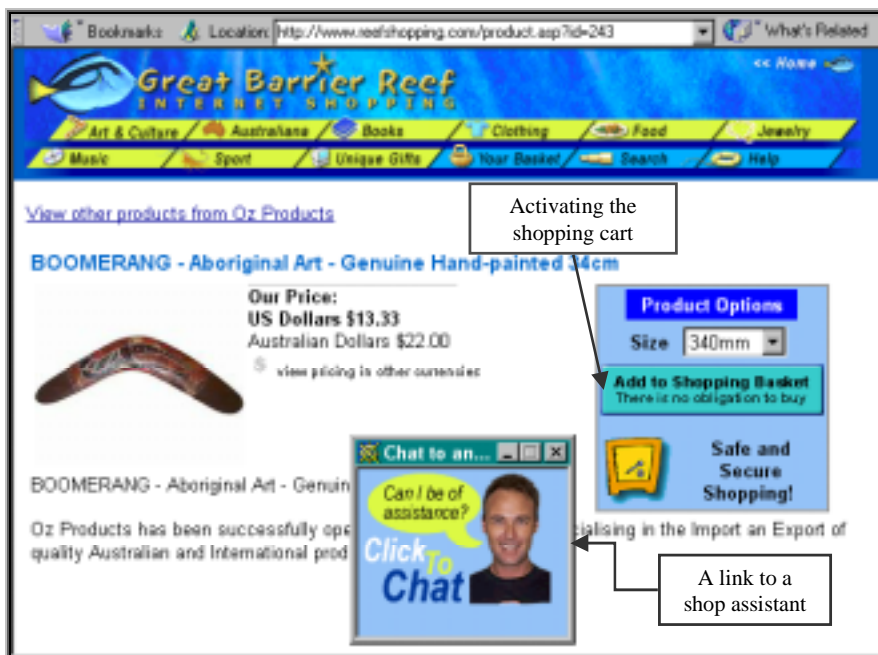 Bookmarks Location: http://www.reefshopping.com/product.asp?id=243 What's Related
Great Barrier Reef
INTERNET SHOPPING
<< Home
Art & Culture Australiana Books Clothing Food Jewelry
Music Sport Unique Gifts Your Basket Search Help
View other products from Oz Products
Activating the
shopping cart
BOOMERANG - Aboriginal Art - Genuine Hand-painted 34cm
Our Price:
US Dollars $13.33
Australian Dollars $22.00
$ view pricing in other currencies
Product Options
Size 340mm
Add to Shopping Basket
There is no obligation to buy
Safe and
Secure
Shopping!
Chat to an...
Can I be of
assistance?
Click
To
Chat
BOOMERANG - Aboriginal Art - Genuin
Oz Products has been successfully ope cialising in the Import an Export of
quality Australian and International prod
A link to a
shop assistant